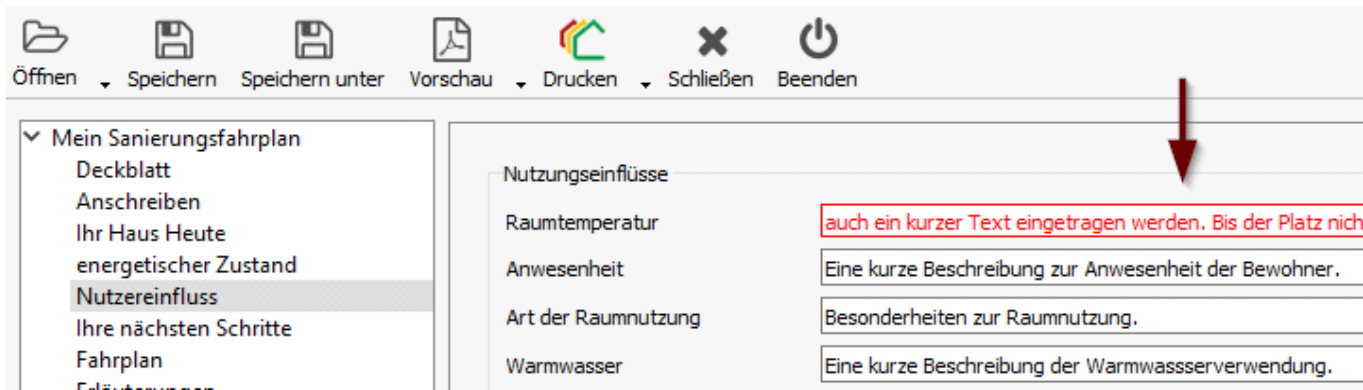 Öffnen Speichern Speichern unter Vorschau Drucken Schließen Beenden
Mein Sanierungsfahrplan
Deckblatt
Anschreiben
Ihr Haus Heute
energetischer Zustand
Nutzereinfluss
Ihre nächsten Schritte
Fahrplan
Nutzungseinflüsse
Raumtemperatur auch ein kurzer Text eingetragen werden. Bis der Platz nich
Anwesenheit Eine kurze Beschreibung zur Anwesenheit der Bewohner.
Art der Raumnutzung Besonderheiten zur Raumnutzung.
Warmwasser Eine kurze Beschreibung der Warmwassserverwendung.